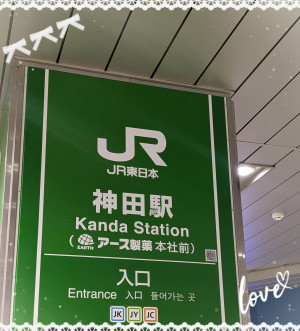 JR
JR東日本
神田駅
Kanda Station
(EARTH アース製薬 本社前)
入口
Entrance 入口 들어가는 곳
JK JY JC
love